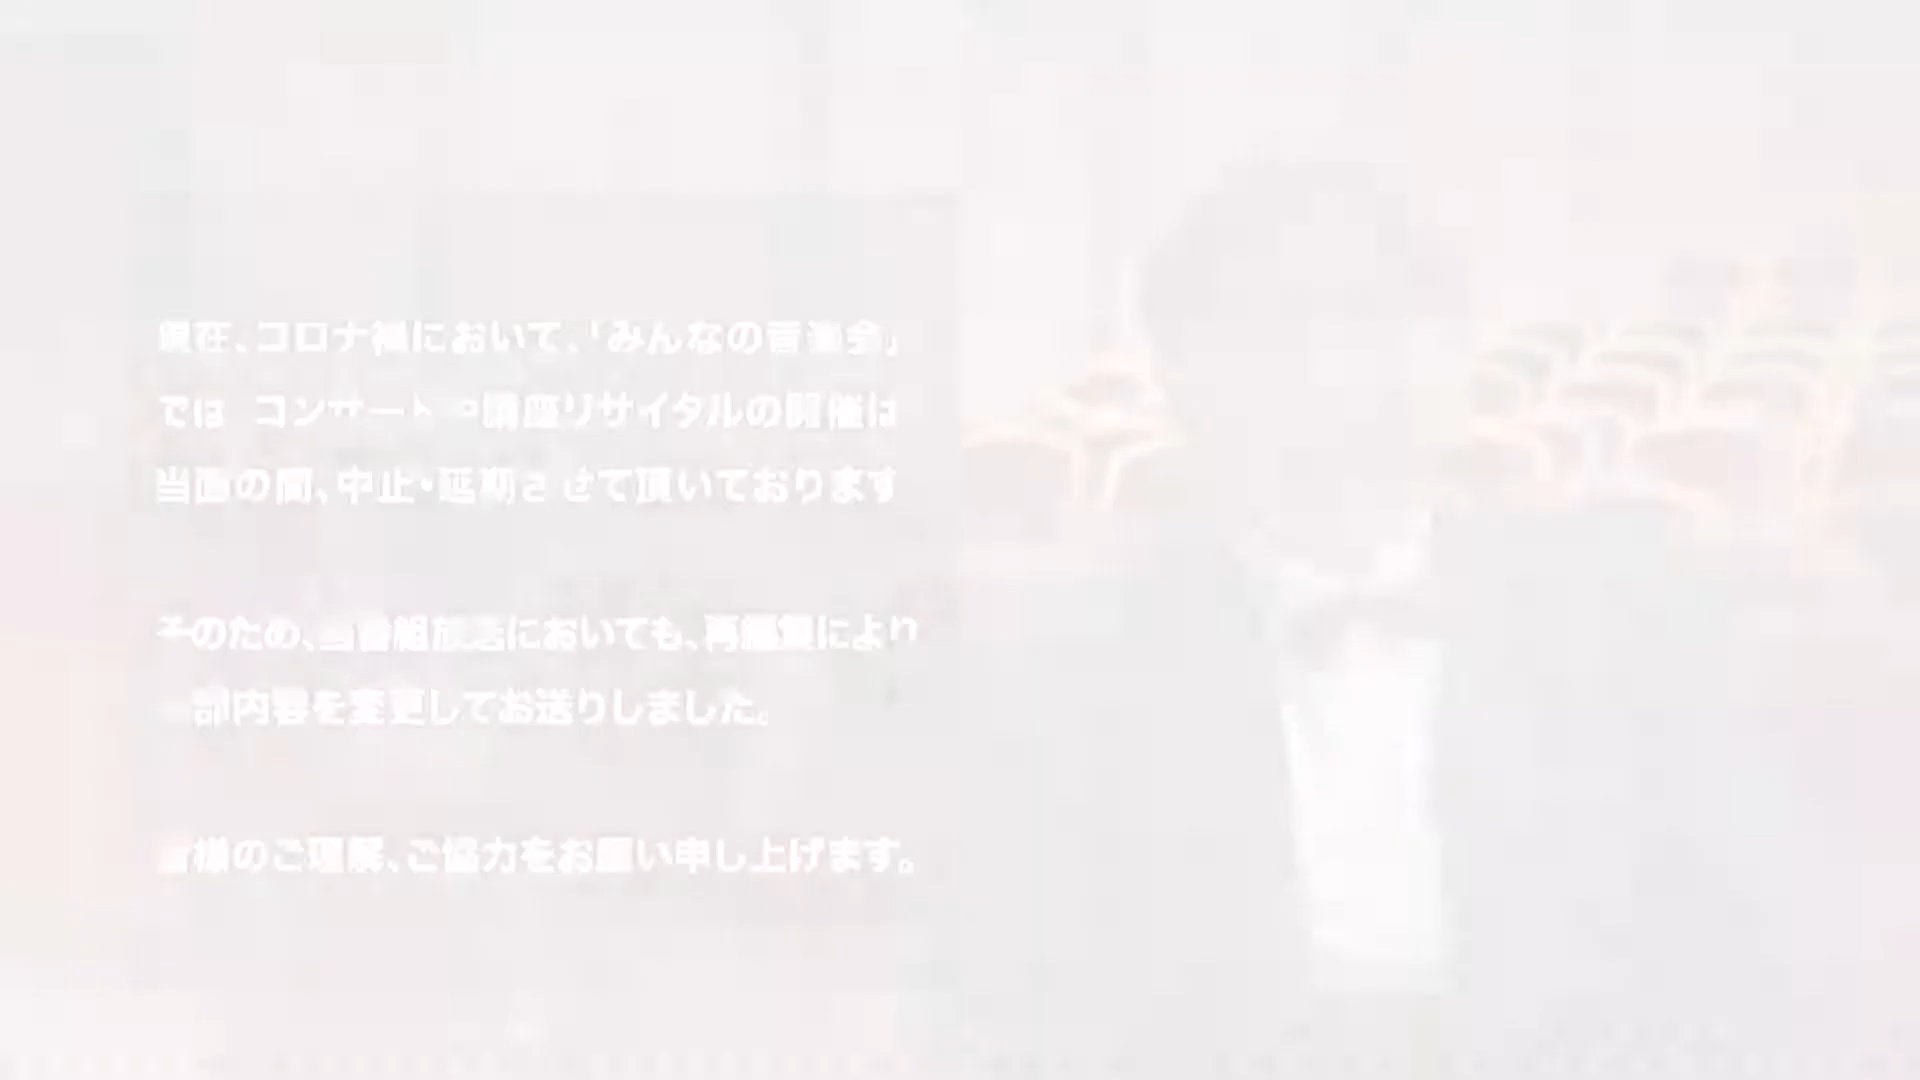 現在、コロナ禍において、「みんなの音楽会」
では、コンサートや講座リサイタルの開催は
当面の間、中止・延期させて頂いております
そのため、当番組放送においても、再編集により
一部内容を変更してお送りしました。
皆様のご理解、ご協力をお願い申し上げます。